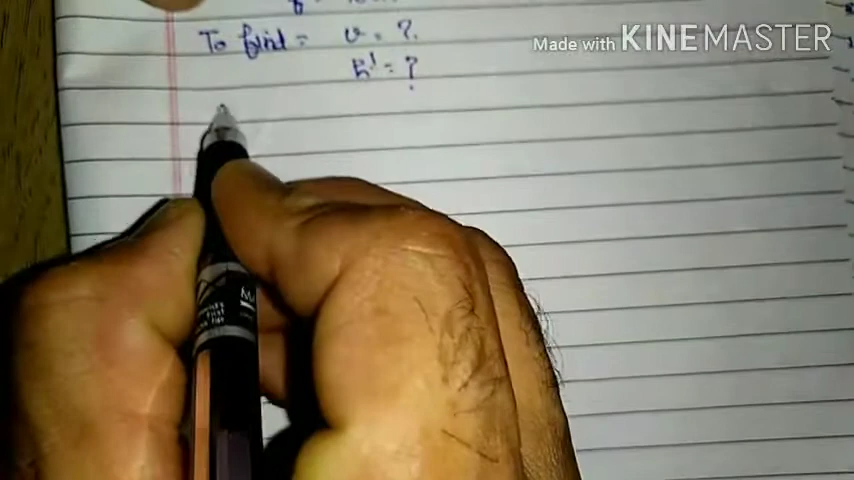 To find = v = ?
h' = ?
Made with KINEMASTER